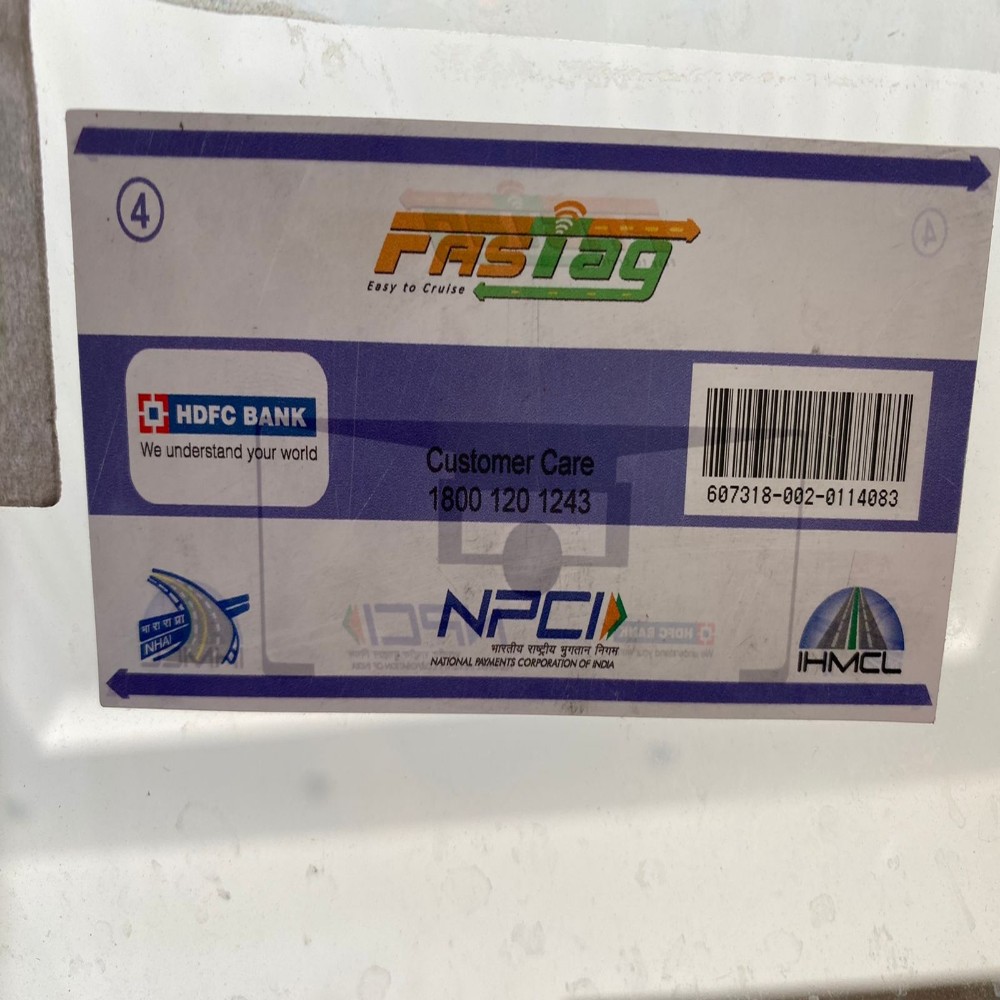 4
FASTag
Easy to Cruise
HDFC BANK
We understand your world
Customer Care
1800 120 1243
607318-002-0114083
भा रा रा प्रा
NHAI
NPCI
भारतीय राष्ट्रीय भुगतान निगम
NATIONAL PAYMENTS CORPORATION OF INDIA
IHMCL